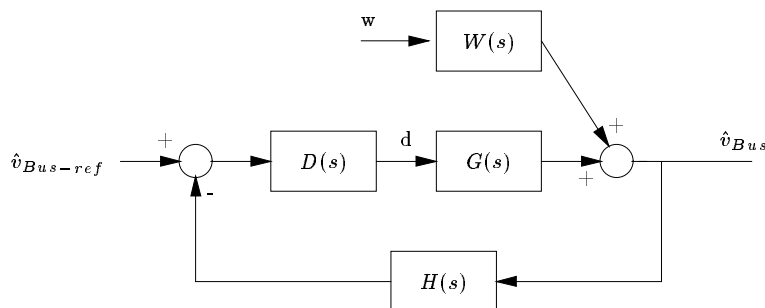 w
W(s)
+
+
v̂Bus−ref
D(s)
d
G(s)
v̂Bus
-
+
H(s)